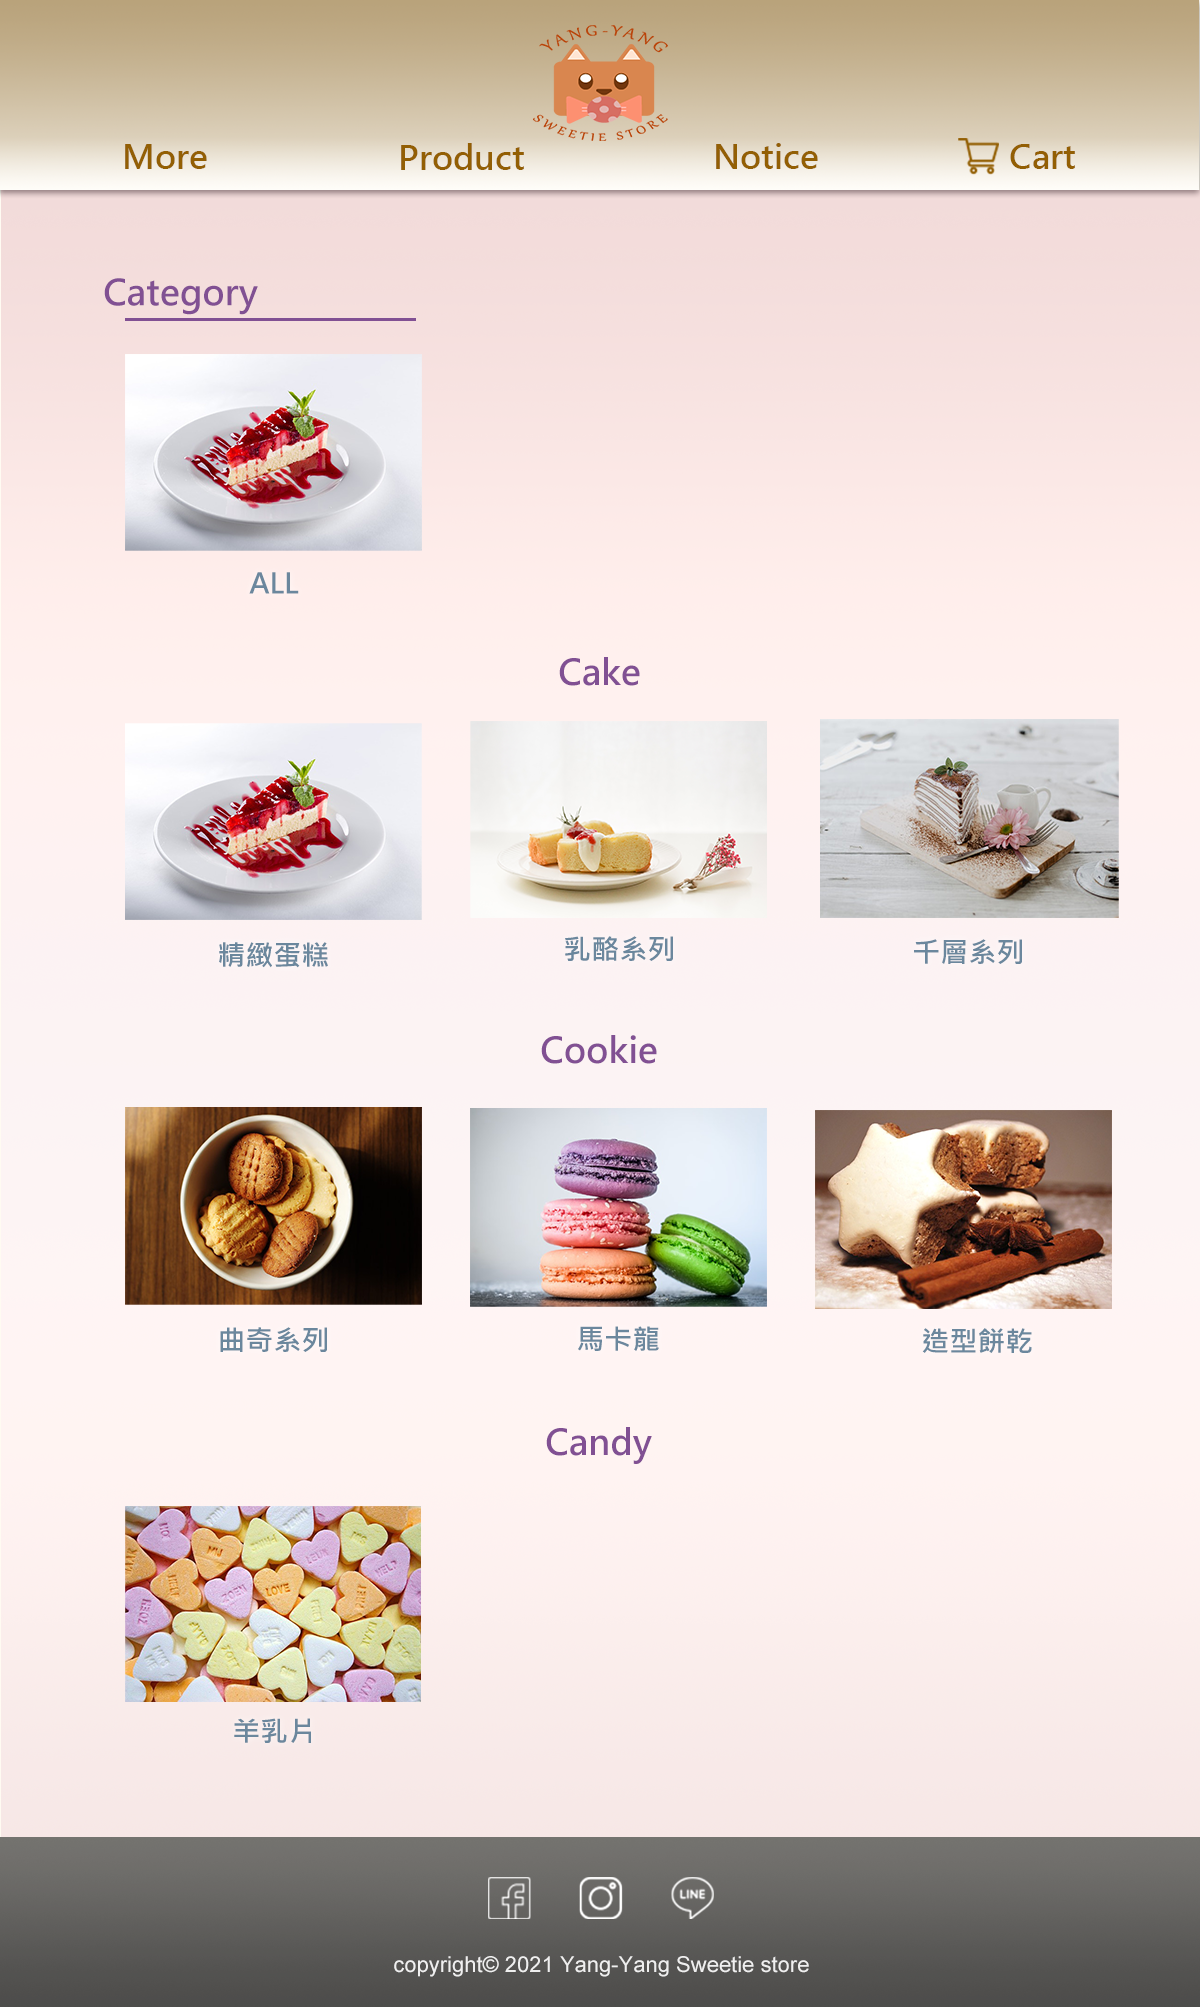 YANG-YANG
SWEETIE STORE
More
Product
Notice
Cart
Category
ALL
Cake
精緻蛋糕
乳酪系列
千層系列
Cookie
曲奇系列
馬卡龍
造型餅乾
Candy
LOVE
羊乳片
LINE
copyright© 2021 Yang-Yang Sweetie store